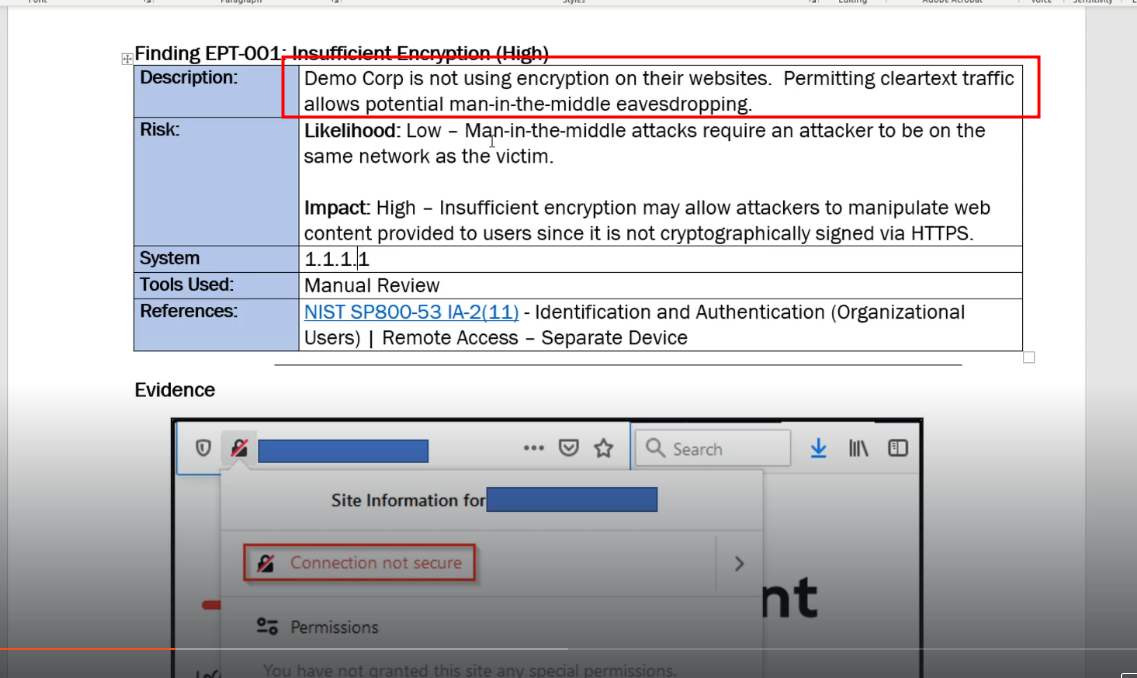 Font
Paragraph
Styles
Editing
Adobe Acrobat
Voice
Sensitivity
Finding EPT-001: Insufficient Encryption (High)
Description:
Demo Corp is not using encryption on their websites.  Permitting cleartext traffic
allows potential man-in-the-middle eavesdropping.
Risk:
Likelihood: Low – Man-in-the-middle attacks require an attacker to be on the
same network as the victim.
Impact: High – Insufficient encryption may allow attackers to manipulate web
content provided to users since it is not cryptographically signed via HTTPS.
System
1.1.1.1
Tools Used:
Manual Review
References:
NIST SP800-53 IA-2(11) - Identification and Authentication (Organizational
Users) | Remote Access – Separate Device
Evidence
Search
Site Information for
Connection not secure
Permissions
You have not granted this site any special permissions.